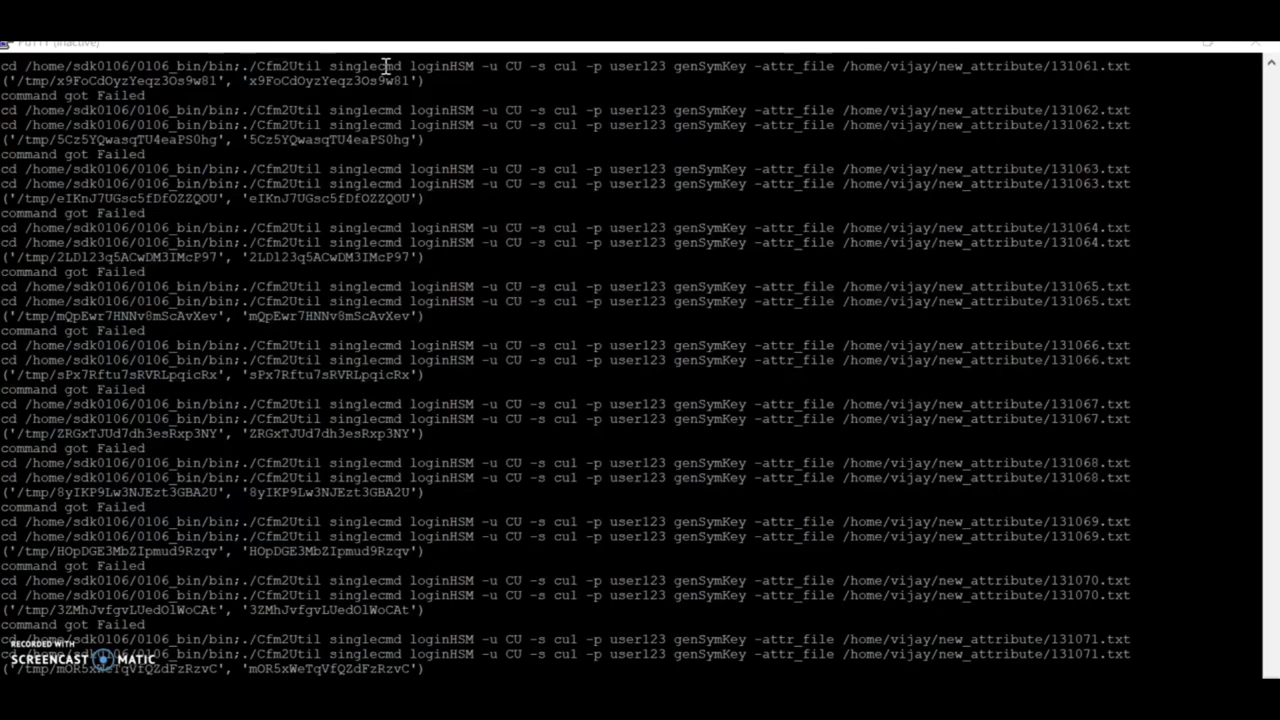 PuTTY (inactive)
cd /home/sdk0106/0106_bin/bin;./Cfm2Util singlecmd loginHSM -u CU -s cu1 -p user123 genSymKey -attr_file /home/vijay/new_attribute/131061.txt
('/tmp/x9FoCdOyzYeqz3Os9w81', 'x9FoCdOyzYeqz3Os9w81')
command got Failed
cd /home/sdk0106/0106_bin/bin;./Cfm2Util singlecmd loginHSM -u CU -s cu1 -p user123 genSymKey -attr_file /home/vijay/new_attribute/131062.txt
cd /home/sdk0106/0106_bin/bin;./Cfm2Util singlecmd loginHSM -u CU -s cu1 -p user123 genSymKey -attr_file /home/vijay/new_attribute/131062.txt
('/tmp/5Cz5YQwasqTU4eaPS0hg', '5Cz5YQwasqTU4eaPS0hg')
command got Failed
cd /home/sdk0106/0106_bin/bin;./Cfm2Util singlecmd loginHSM -u CU -s cu1 -p user123 genSymKey -attr_file /home/vijay/new_attribute/131063.txt
cd /home/sdk0106/0106_bin/bin;./Cfm2Util singlecmd loginHSM -u CU -s cu1 -p user123 genSymKey -attr_file /home/vijay/new_attribute/131063.txt
('/tmp/eIKnJ7UGsc5fDfOZZQOU', 'eIKnJ7UGsc5fDfOZZQOU')
command got Failed
cd /home/sdk0106/0106_bin/bin;./Cfm2Util singlecmd loginHSM -u CU -s cu1 -p user123 genSymKey -attr_file /home/vijay/new_attribute/131064.txt
cd /home/sdk0106/0106_bin/bin;./Cfm2Util singlecmd loginHSM -u CU -s cu1 -p user123 genSymKey -attr_file /home/vijay/new_attribute/131064.txt
('/tmp/2LDl23q5ACwDM3IMcP97', '2LDl23q5ACwDM3IMcP97')
command got Failed
cd /home/sdk0106/0106_bin/bin;./Cfm2Util singlecmd loginHSM -u CU -s cu1 -p user123 genSymKey -attr_file /home/vijay/new_attribute/131065.txt
cd /home/sdk0106/0106_bin/bin;./Cfm2Util singlecmd loginHSM -u CU -s cu1 -p user123 genSymKey -attr_file /home/vijay/new_attribute/131065.txt
('/tmp/mQpEwr7HNNv8mScAvXev', 'mQpEwr7HNNv8mScAvXev')
command got Failed
cd /home/sdk0106/0106_bin/bin;./Cfm2Util singlecmd loginHSM -u CU -s cu1 -p user123 genSymKey -attr_file /home/vijay/new_attribute/131066.txt
cd /home/sdk0106/0106_bin/bin;./Cfm2Util singlecmd loginHSM -u CU -s cu1 -p user123 genSymKey -attr_file /home/vijay/new_attribute/131066.txt
('/tmp/sPx7Rftu7sRVRLpqicRx', 'sPx7Rftu7sRVRLpqicRx')
command got Failed
cd /home/sdk0106/0106_bin/bin;./Cfm2Util singlecmd loginHSM -u CU -s cu1 -p user123 genSymKey -attr_file /home/vijay/new_attribute/131067.txt
cd /home/sdk0106/0106_bin/bin;./Cfm2Util singlecmd loginHSM -u CU -s cu1 -p user123 genSymKey -attr_file /home/vijay/new_attribute/131067.txt
('/tmp/ZRGxTJUd7dh3esRxp3NY', 'ZRGxTJUd7dh3esRxp3NY')
command got Failed
cd /home/sdk0106/0106_bin/bin;./Cfm2Util singlecmd loginHSM -u CU -s cu1 -p user123 genSymKey -attr_file /home/vijay/new_attribute/131068.txt
cd /home/sdk0106/0106_bin/bin;./Cfm2Util singlecmd loginHSM -u CU -s cu1 -p user123 genSymKey -attr_file /home/vijay/new_attribute/131068.txt
('/tmp/8yIKP9Lw3NJEzt3GBA2U', '8yIKP9Lw3NJEzt3GBA2U')
command got Failed
cd /home/sdk0106/0106_bin/bin;./Cfm2Util singlecmd loginHSM -u CU -s cu1 -p user123 genSymKey -attr_file /home/vijay/new_attribute/131069.txt
cd /home/sdk0106/0106_bin/bin;./Cfm2Util singlecmd loginHSM -u CU -s cu1 -p user123 genSymKey -attr_file /home/vijay/new_attribute/131069.txt
('/tmp/HOpDGE3MbZIpmud9Rzqv', 'HOpDGE3MbZIpmud9Rzqv')
command got Failed
cd /home/sdk0106/0106_bin/bin;./Cfm2Util singlecmd loginHSM -u CU -s cu1 -p user123 genSymKey -attr_file /home/vijay/new_attribute/131070.txt
cd /home/sdk0106/0106_bin/bin;./Cfm2Util singlecmd loginHSM -u CU -s cu1 -p user123 genSymKey -attr_file /home/vijay/new_attribute/131070.txt
('/tmp/3ZMhJvfgvLUedOlWoCAt', '3ZMhJvfgvLUedOlWoCAt')
command got Failed
cd /home/sdk0106/0106_bin/bin;./Cfm2Util singlecmd loginHSM -u CU -s cu1 -p user123 genSymKey -attr_file /home/vijay/new_attribute/131071.txt
cd /home/sdk0106/0106_bin/bin;./Cfm2Util singlecmd loginHSM -u CU -s cu1 -p user123 genSymKey -attr_file /home/vijay/new_attribute/131071.txt
('/tmp/mOR5xWeTqVfQZdFzRzvC', 'mOR5xWeTqVfQZdFzRzvC')
RECORDED WITH
SCREENCAST MATIC